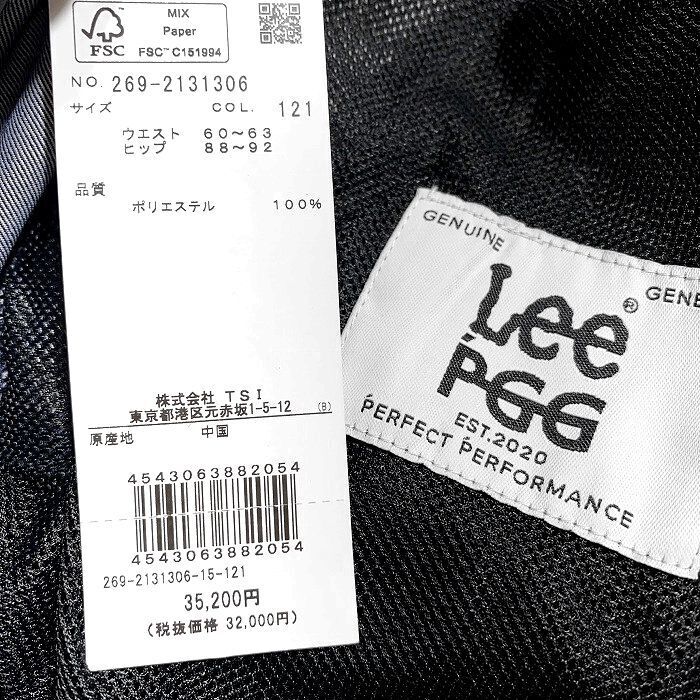 FSC
MIX
Paper
FSC™ C151994
NO. 269-2131306
サイズ COL. 121
ウエスト 60～63
ヒップ 88～92
品質
ポリエステル 100%
株式会社 TSI
東京都港区元赤坂1-5-12 (B)
原産地 中国
4543063882054
4543063882054
269-2131306-15-121
35,200円
(税抜価格 32,000円)
GENUINE
Lee®
GENU
PGG
EST.2020
PERFECT PERFORMANCE